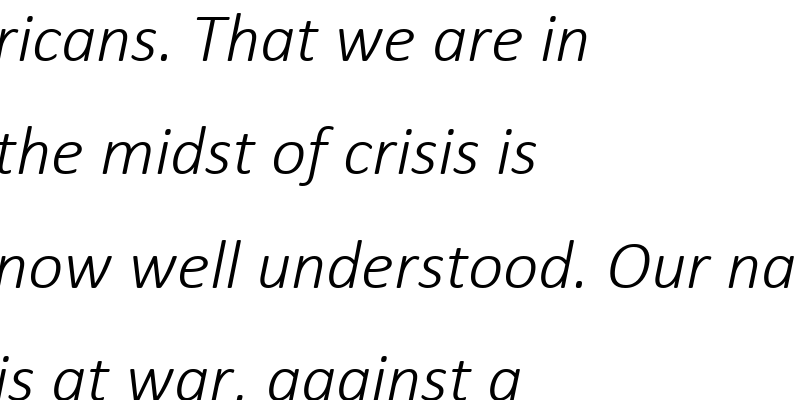 ricans. That we are in
the midst of crisis is
now well understood. Our na
is at war, against a